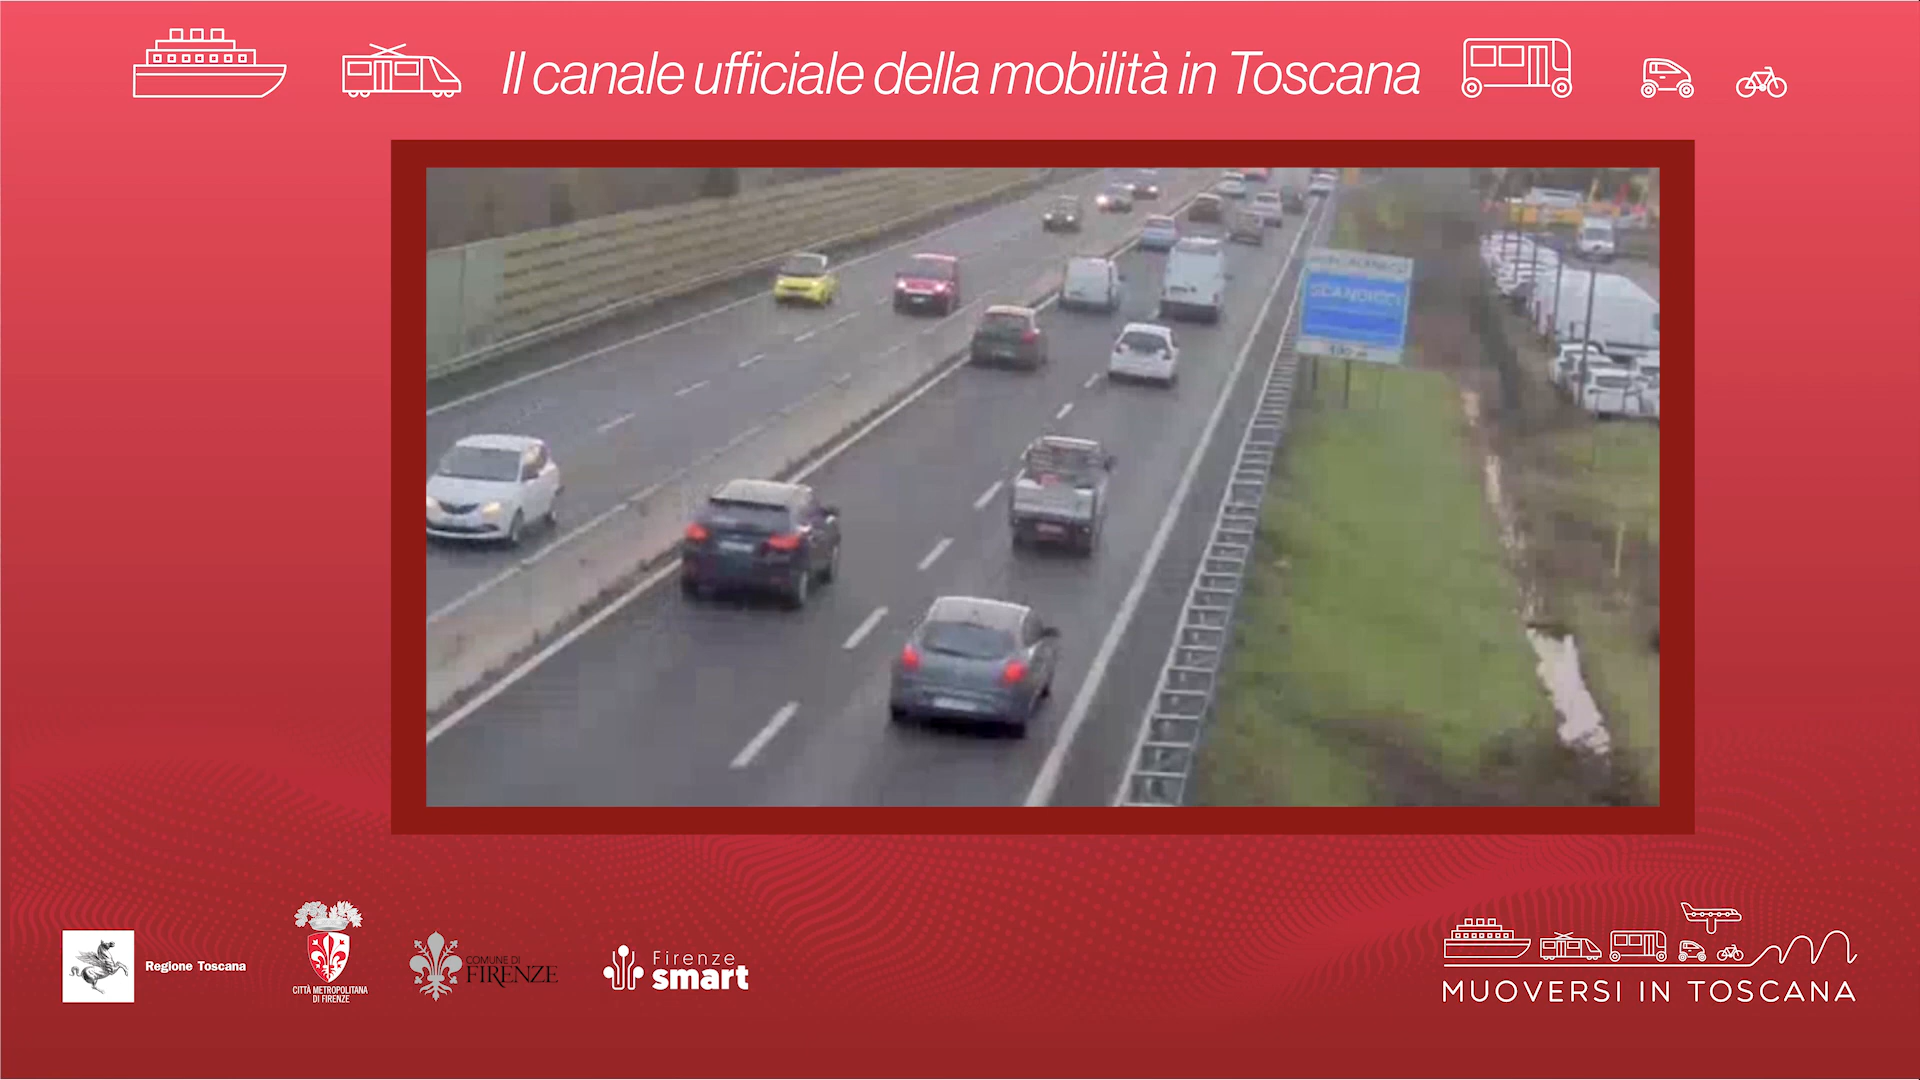 Il canale ufficiale della mobilità in Toscana
SCANDICCI
Regione Toscana
CITTÀ METROPOLITANA
DI FIRENZE
COMUNE DI
FIRENZE
Firenze
smart
MUOVERSI IN TOSCANA